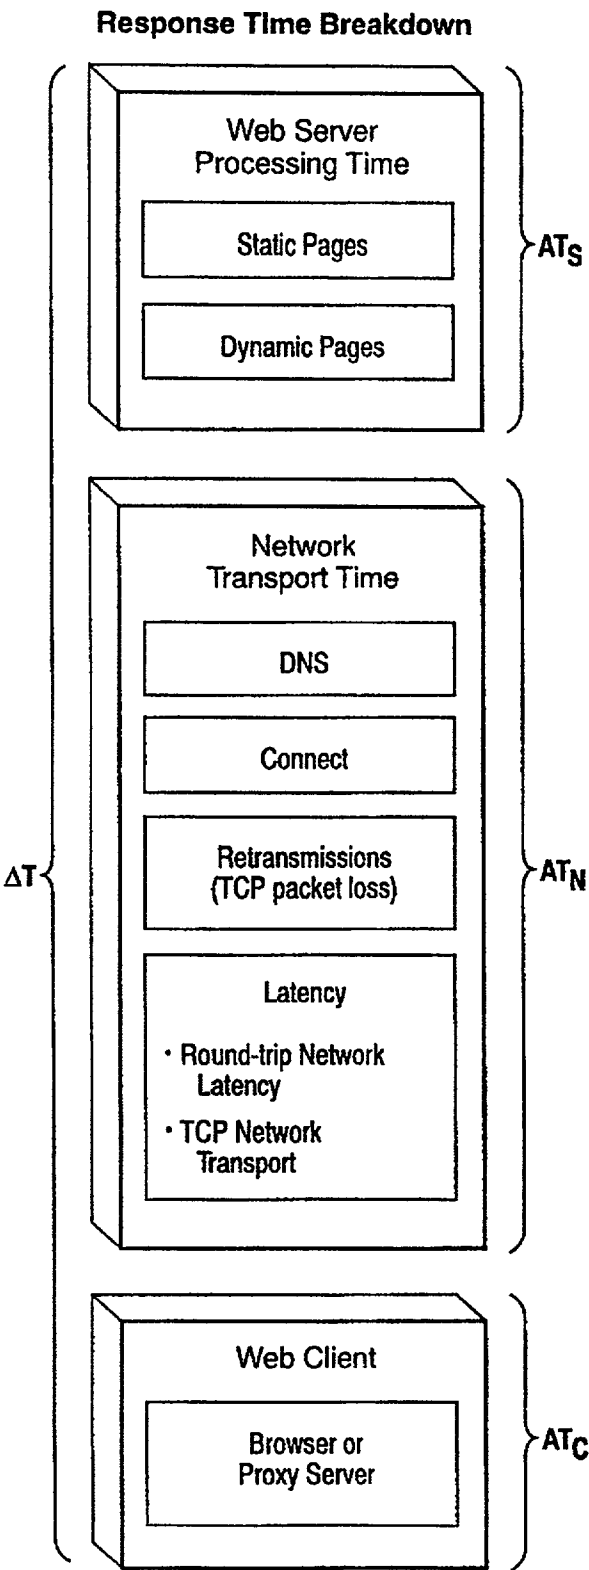 Response Time Breakdown
Web Server
Processing Time
Static Pages
Dynamic Pages
ATS
Network
Transport Time
DNS
Connect
Retransmissions
(TCP packet loss)
Latency
· Round-trip Network
Latency
· TCP Network
Transport
ΔT
ATN
Web Client
Browser or
Proxy Server
ATC